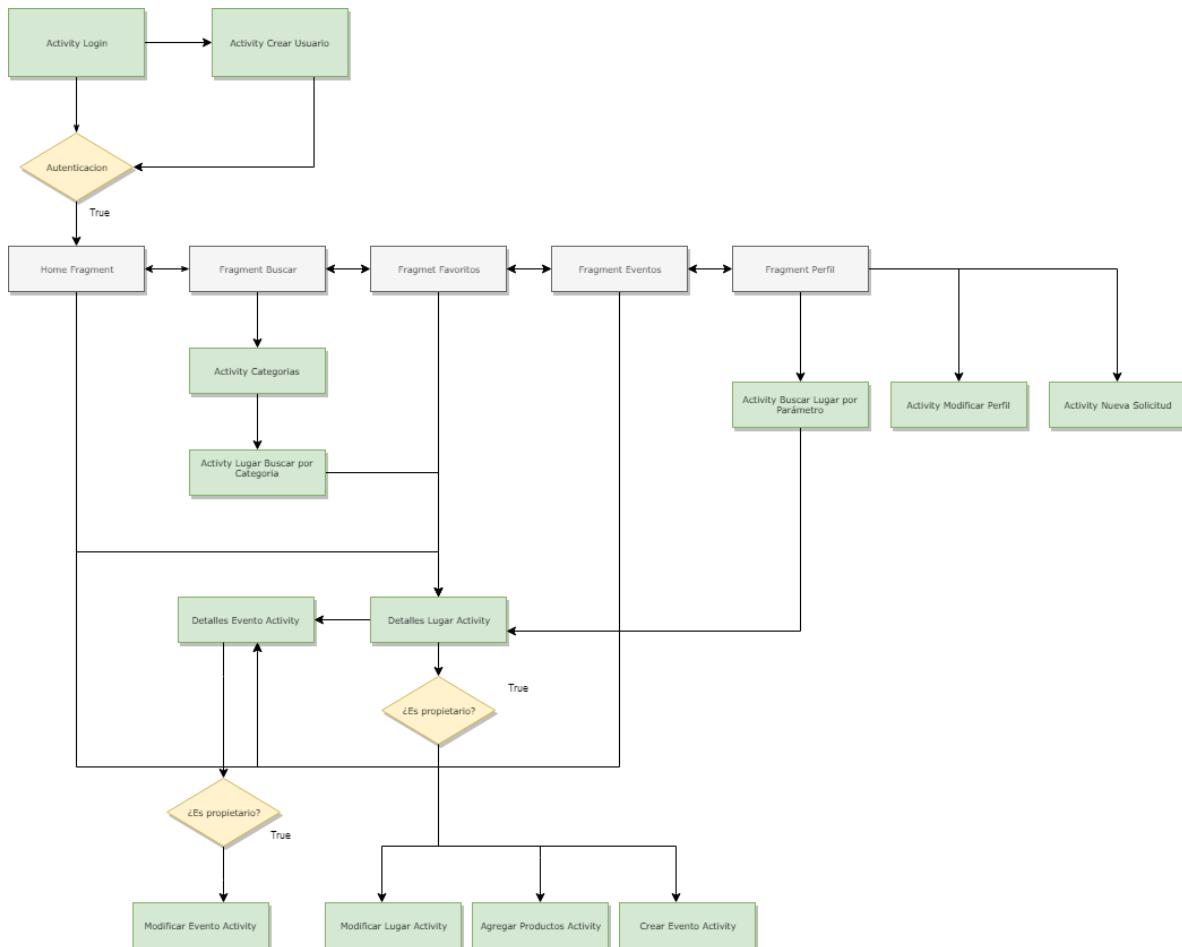 Activity Login
Activity Crear Usuario
Autenticacion
True
Home Fragment
Fragment Buscar
Fragmet Favoritos
Fragment Eventos
Fragment Perfil
Activity Categorias
Activity Buscar Lugar por
Parámetro
Activity Modificar Perfil
Activity Nueva Solicitud
Activty Lugar Buscar por
Categoria
Detalles Evento Activity
Detalles Lugar Activity
True
¿Es propietario?
¿Es propietario?
True
Modificar Evento Activity
Modificar Lugar Activity
Agregar Productos Activity
Crear Evento Activity